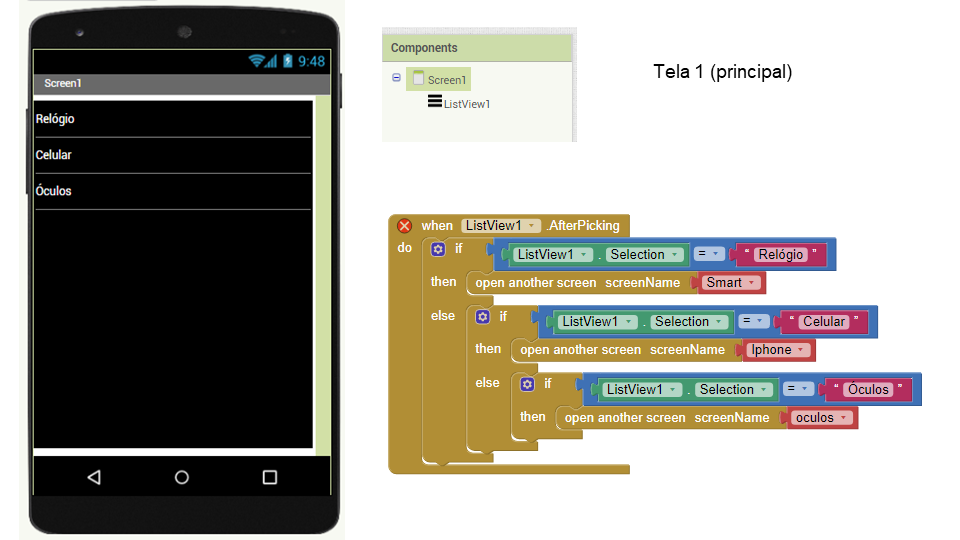 9:48
Screen1
Relógio
Celular
Óculos
Components
Screen1
ListView1
Tela 1 (principal)
when ListView1 .AfterPicking
do if ListView1 . Selection = “ Relógio ”
then open another screen screenName Smart
else if ListView1 . Selection = “ Celular ”
then open another screen screenName Iphone
else if ListView1 . Selection = “ Óculos ”
then open another screen screenName oculos